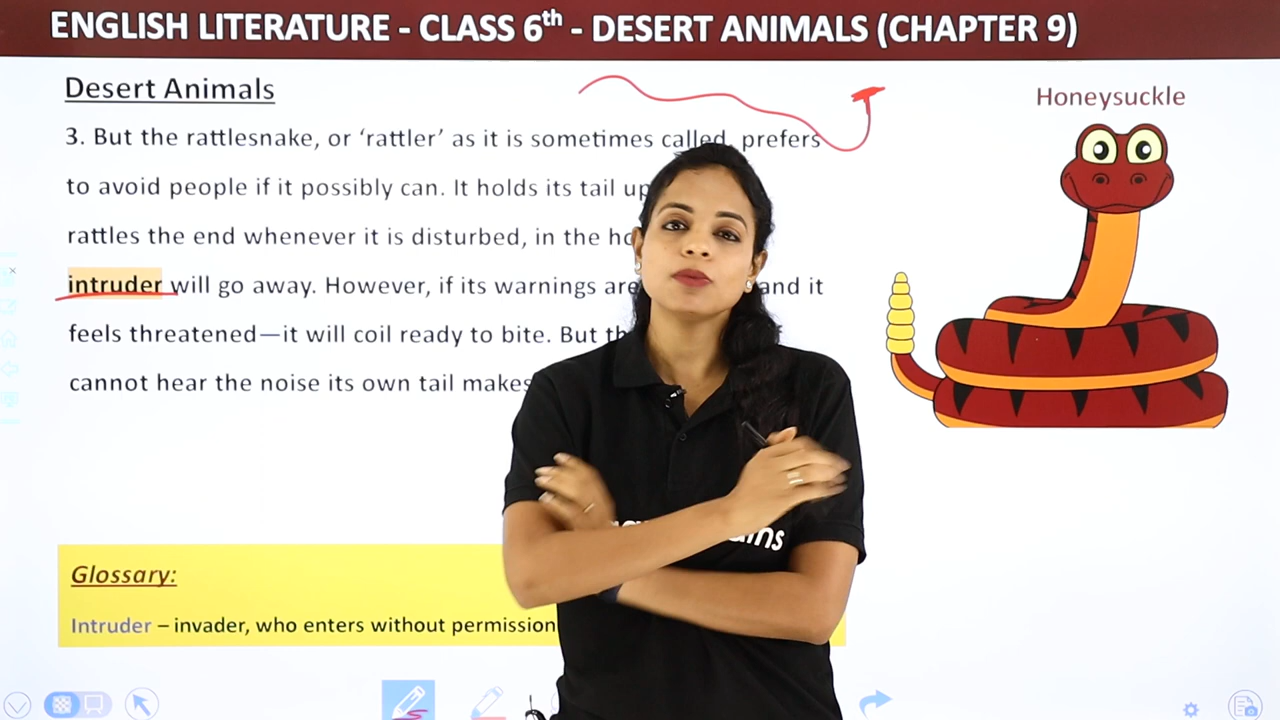 ENGLISH LITERATURE - CLASS 6th - DESERT ANIMALS (CHAPTER 9)
Desert Animals
Honeysuckle
3. But the rattlesnake, or ‘rattler’ as it is sometimes called, prefers
to avoid people if it possibly can. It holds its tail up
rattles the end whenever it is disturbed, in the
intruder will go away. However, if its warnings are and it
feels threatened—it will coil ready to bite. But
cannot hear the noise its own tail makes
Glossary:
Intruder – invader, who enters without permission